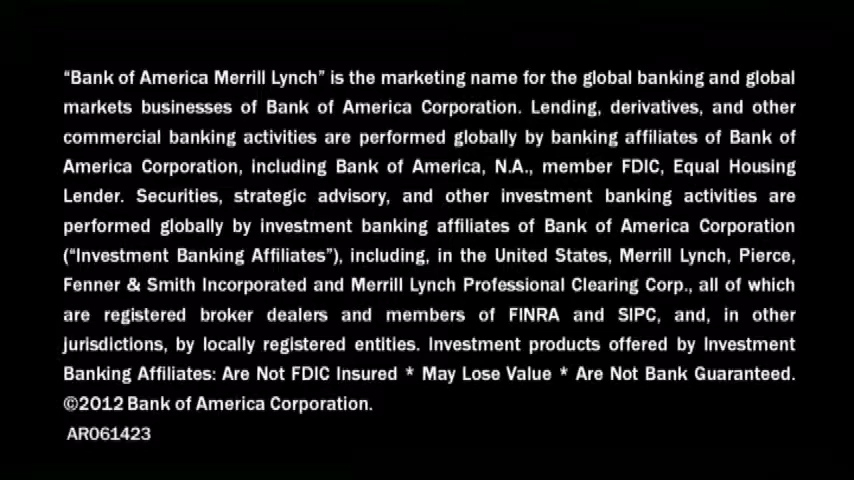 “Bank of America Merrill Lynch” is the marketing name for the global banking and global
markets businesses of Bank of America Corporation. Lending, derivatives, and other
commercial banking activities are performed globally by banking affiliates of Bank of
America Corporation, including Bank of America, N.A., member FDIC, Equal Housing
Lender. Securities, strategic advisory, and other investment banking activities are
performed globally by investment banking affiliates of Bank of America Corporation
(“Investment Banking Affiliates”), including, in the United States, Merrill Lynch, Pierce,
Fenner & Smith Incorporated and Merrill Lynch Professional Clearing Corp., all of which
are registered broker dealers and members of FINRA and SIPC, and, in other
jurisdictions, by locally registered entities. Investment products offered by Investment
Banking Affiliates: Are Not FDIC Insured * May Lose Value * Are Not Bank Guaranteed.
©2012 Bank of America Corporation.
AR061423